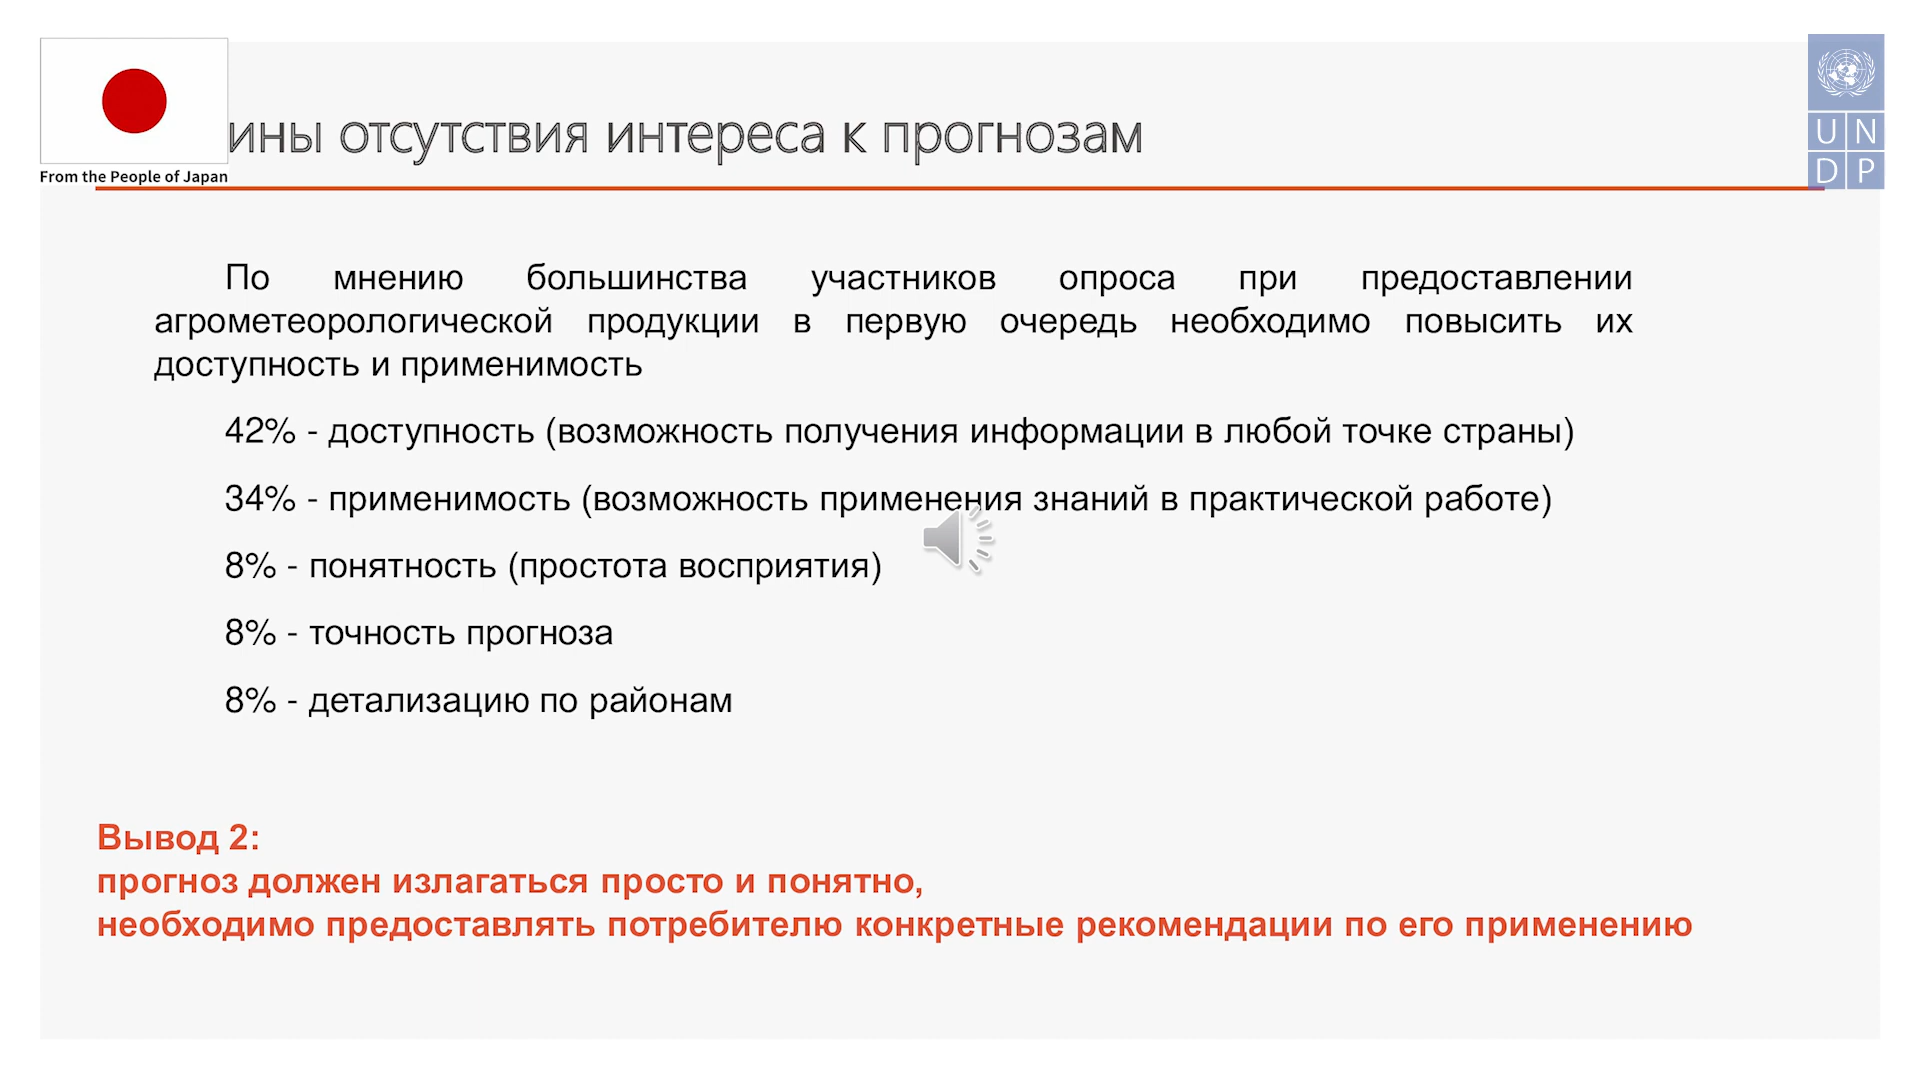 ины отсутствия интереса к прогнозам
From the People of Japan
UN
DP
По мнению большинства участников опроса при предоставлении
агрометеорологической продукции в первую очередь необходимо повысить их
доступность и применимость
42% - доступность (возможность получения информации в любой точке страны)
34% - применимость (возможность применения знаний в практической работе)
8% - понятность (простота восприятия)
8% - точность прогноза
8% - детализацию по районам
Вывод 2:
прогноз должен излагаться просто и понятно,
необходимо предоставлять потребителю конкретные рекомендации по его применению